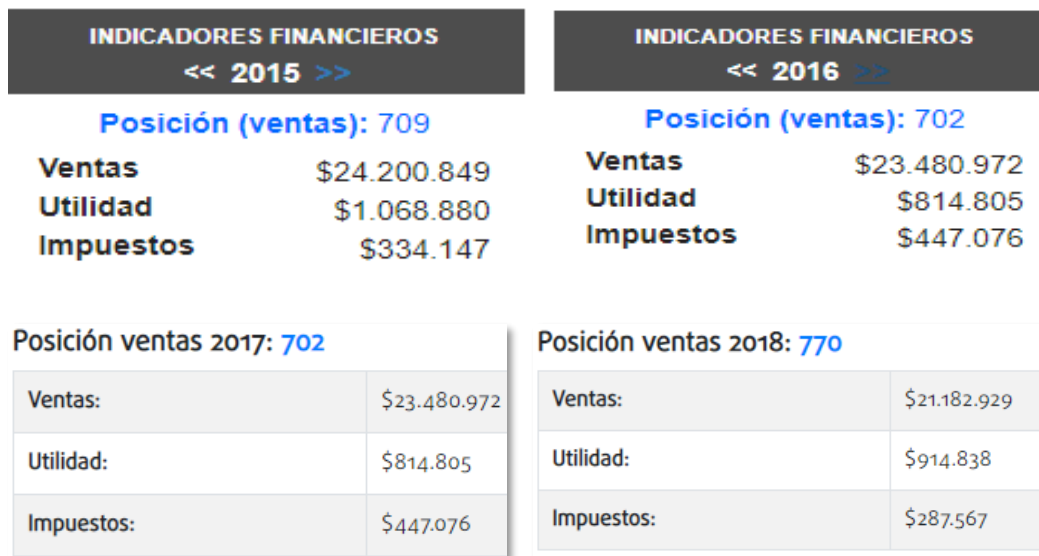 INDICADORES FINANCIEROS
<< 2015 >>
Posición (ventas): 709
Ventas $24.200.849
Utilidad $1.068.880
Impuestos $334.147
INDICADORES FINANCIEROS
<< 2016 >>
Posición (ventas): 702
Ventas $23.480.972
Utilidad $814.805
Impuestos $447.076
Posición ventas 2017: 702
Ventas: $23.480.972
Utilidad: $814.805
Impuestos: $447.076
Posición ventas 2018: 770
Ventas: $21.182.929
Utilidad: $914.838
Impuestos: $287.567